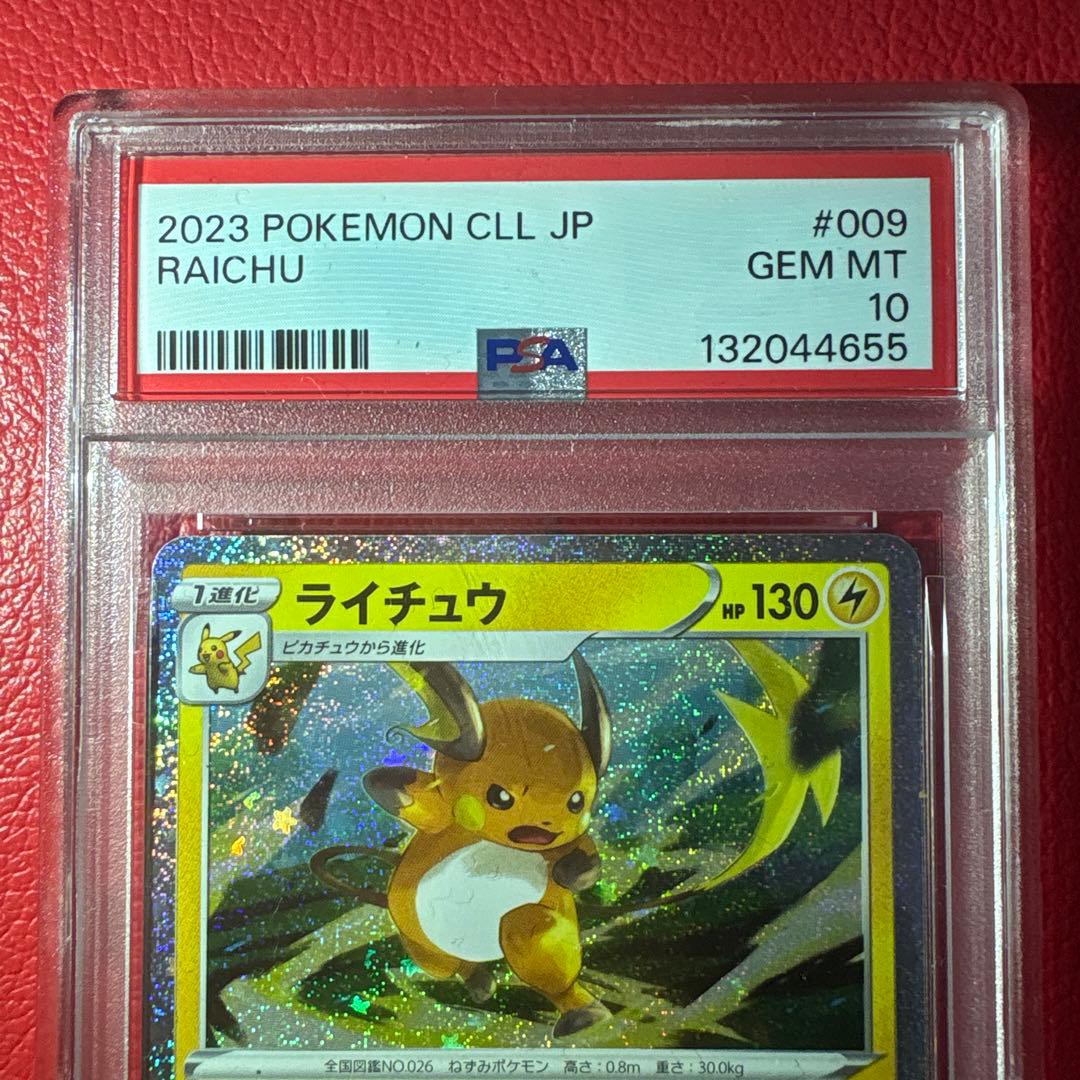 2023 POKEMON CLL JP #009
RAICHU GEM MT
10
PSA 132044655
1進化 ライチュウ HP 130
ピカチュウから進化
全国図鑑NO.026 ねずみポケモン 高さ:0.8m 重さ:30.0kg